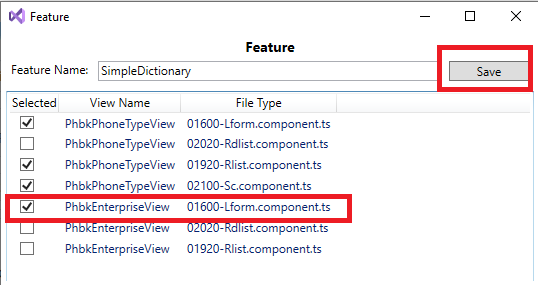 Feature
Feature
Feature Name: SimpleDictionary Save
Selected View Name File Type
PhbkPhoneTypeView 01600-Lform.component.ts
PhbkPhoneTypeView 02020-Rdlist.component.ts
PhbkPhoneTypeView 01920-Rlist.component.ts
PhbkPhoneTypeView 02100-Sc.component.ts
PhbkEnterpriseView 01600-Lform.component.ts
PhbkEnterpriseView 02020-Rdlist.component.ts
PhbkEnterpriseView 01920-Rlist.component.ts